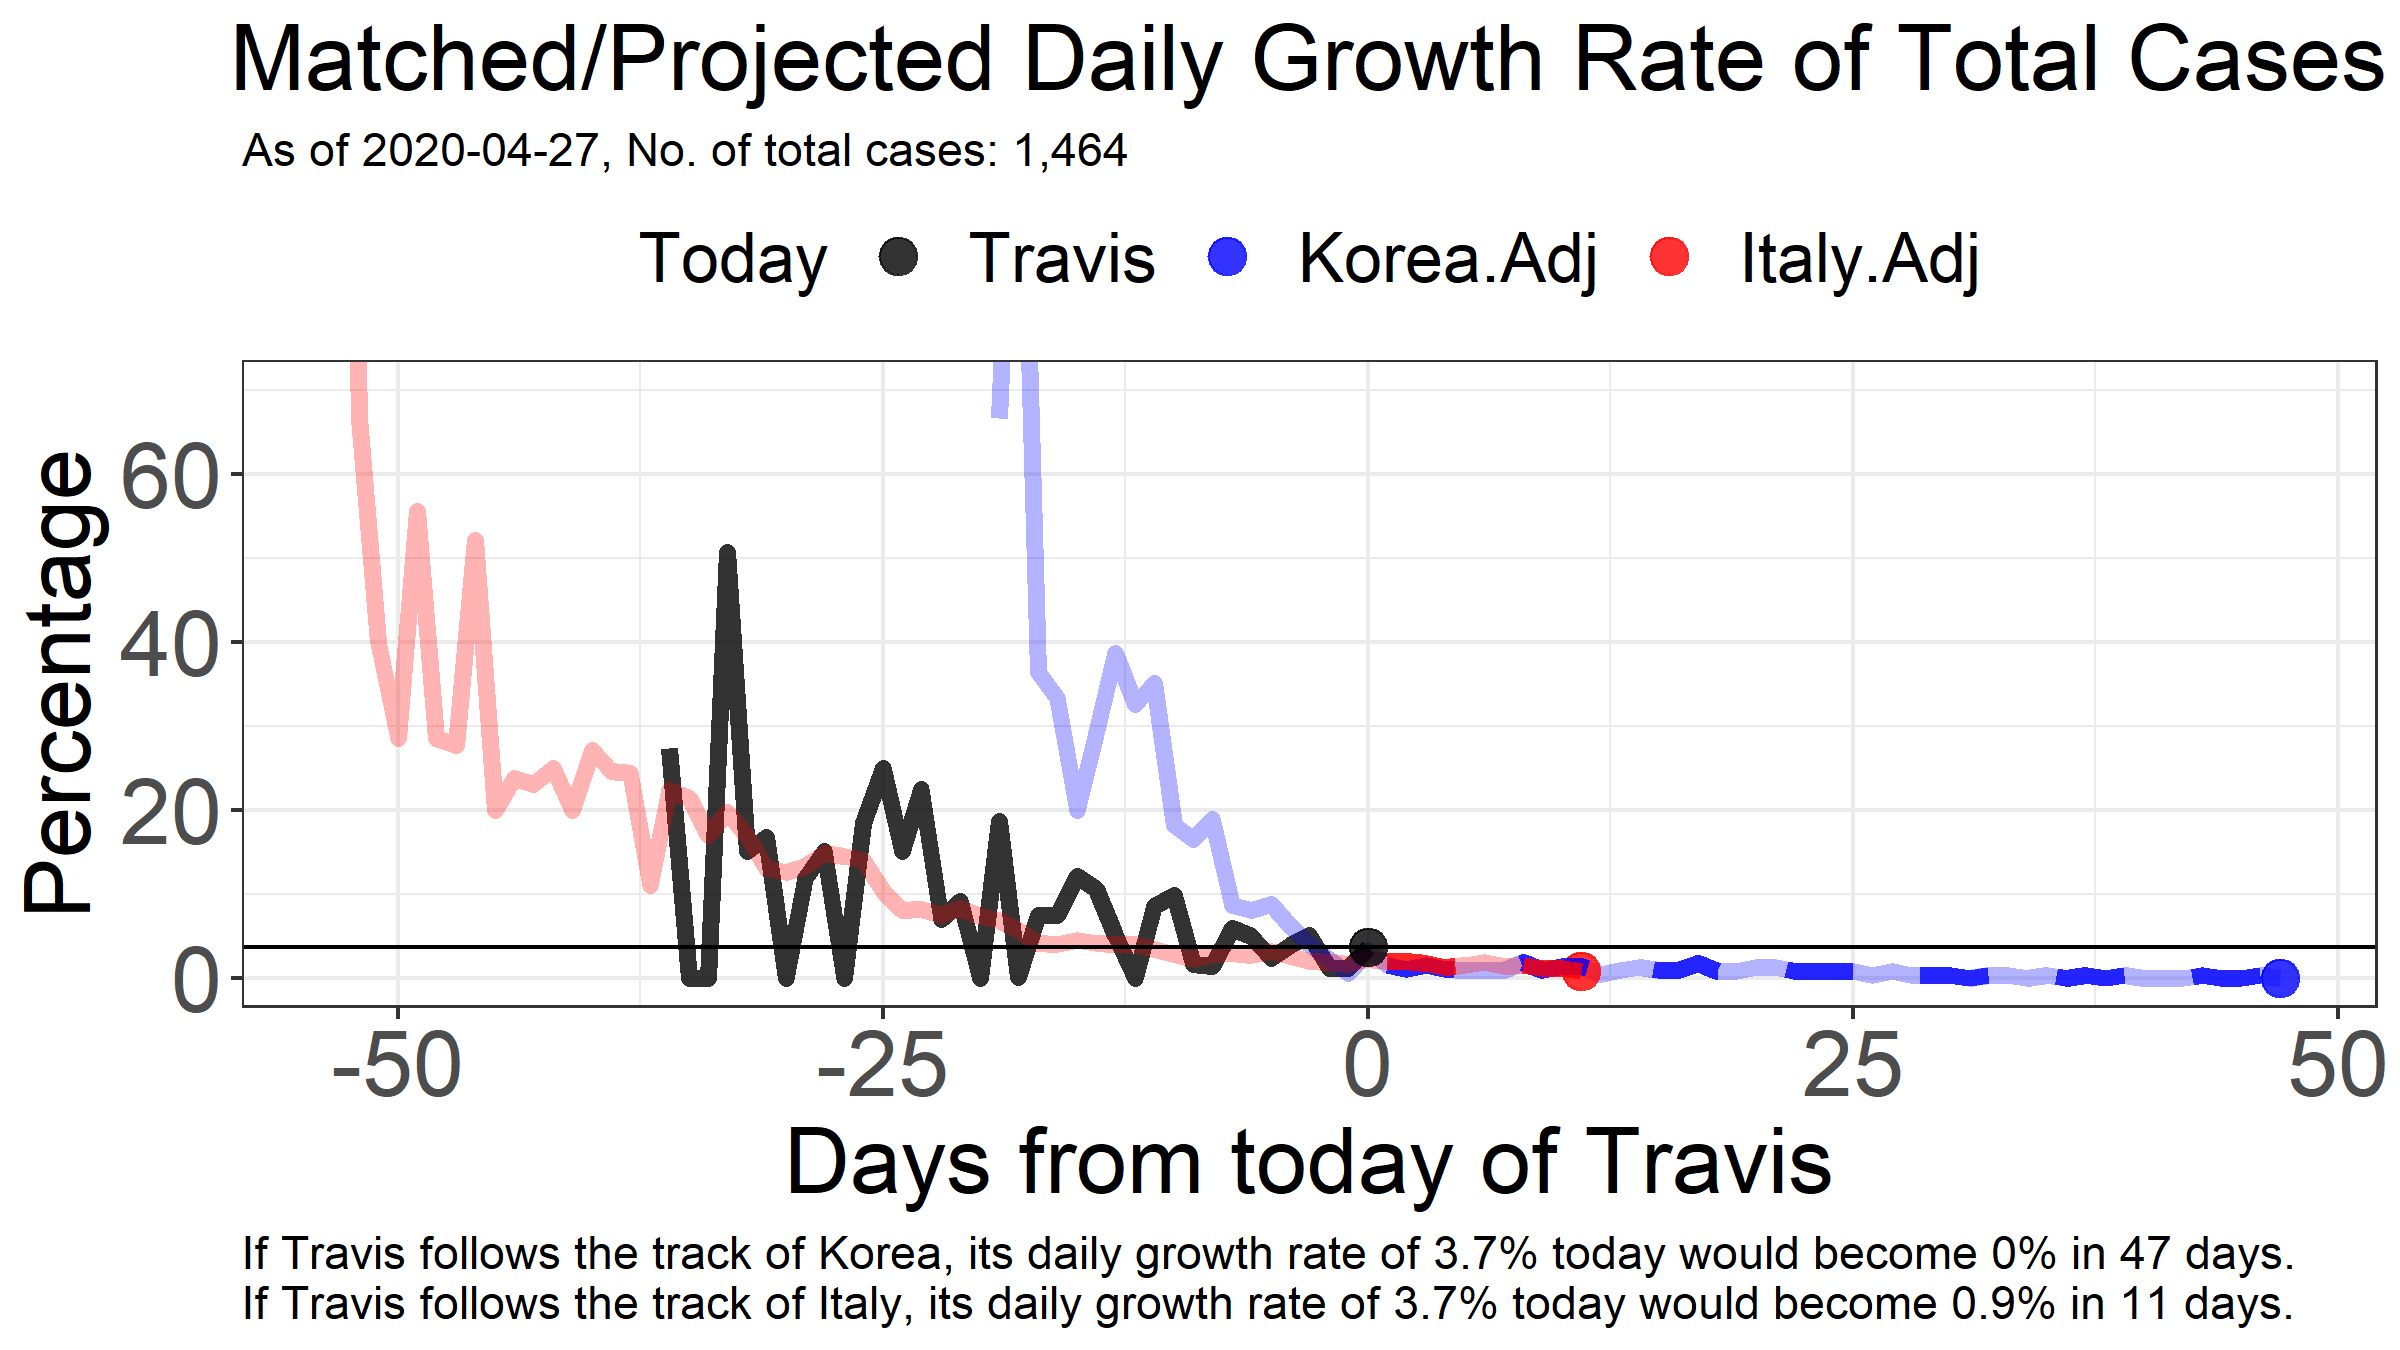 Matched/Projected Daily Growth Rate of Total Cases
As of 2020-04-27, No. of total cases: 1,464
Today Travis Korea.Adj Italy.Adj
Percentage
60
40
20
0
-50 -25 0 25 50
Days from today of Travis
If Travis follows the track of Korea, its daily growth rate of 3.7% today would become 0% in 47 days.
If Travis follows the track of Italy, its daily growth rate of 3.7% today would become 0.9% in 11 days.